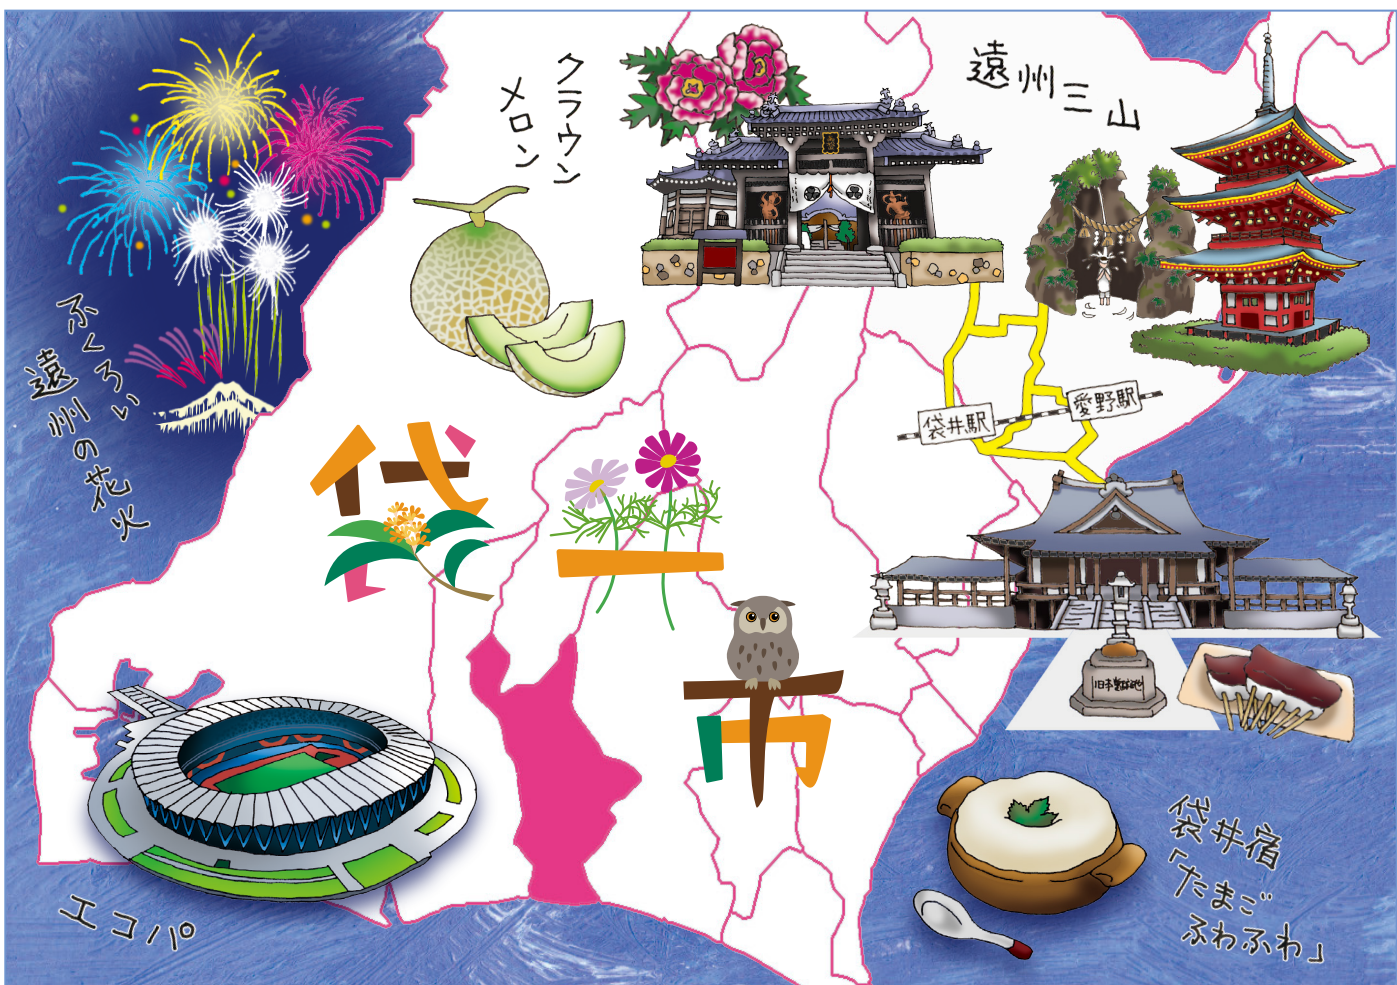 ふくろい
遠州の花火
クラウン
メロン
遠州三山
袋井駅
愛野駅
袋井市
エコパ
袋井宿
「たまご
ふわふわ」